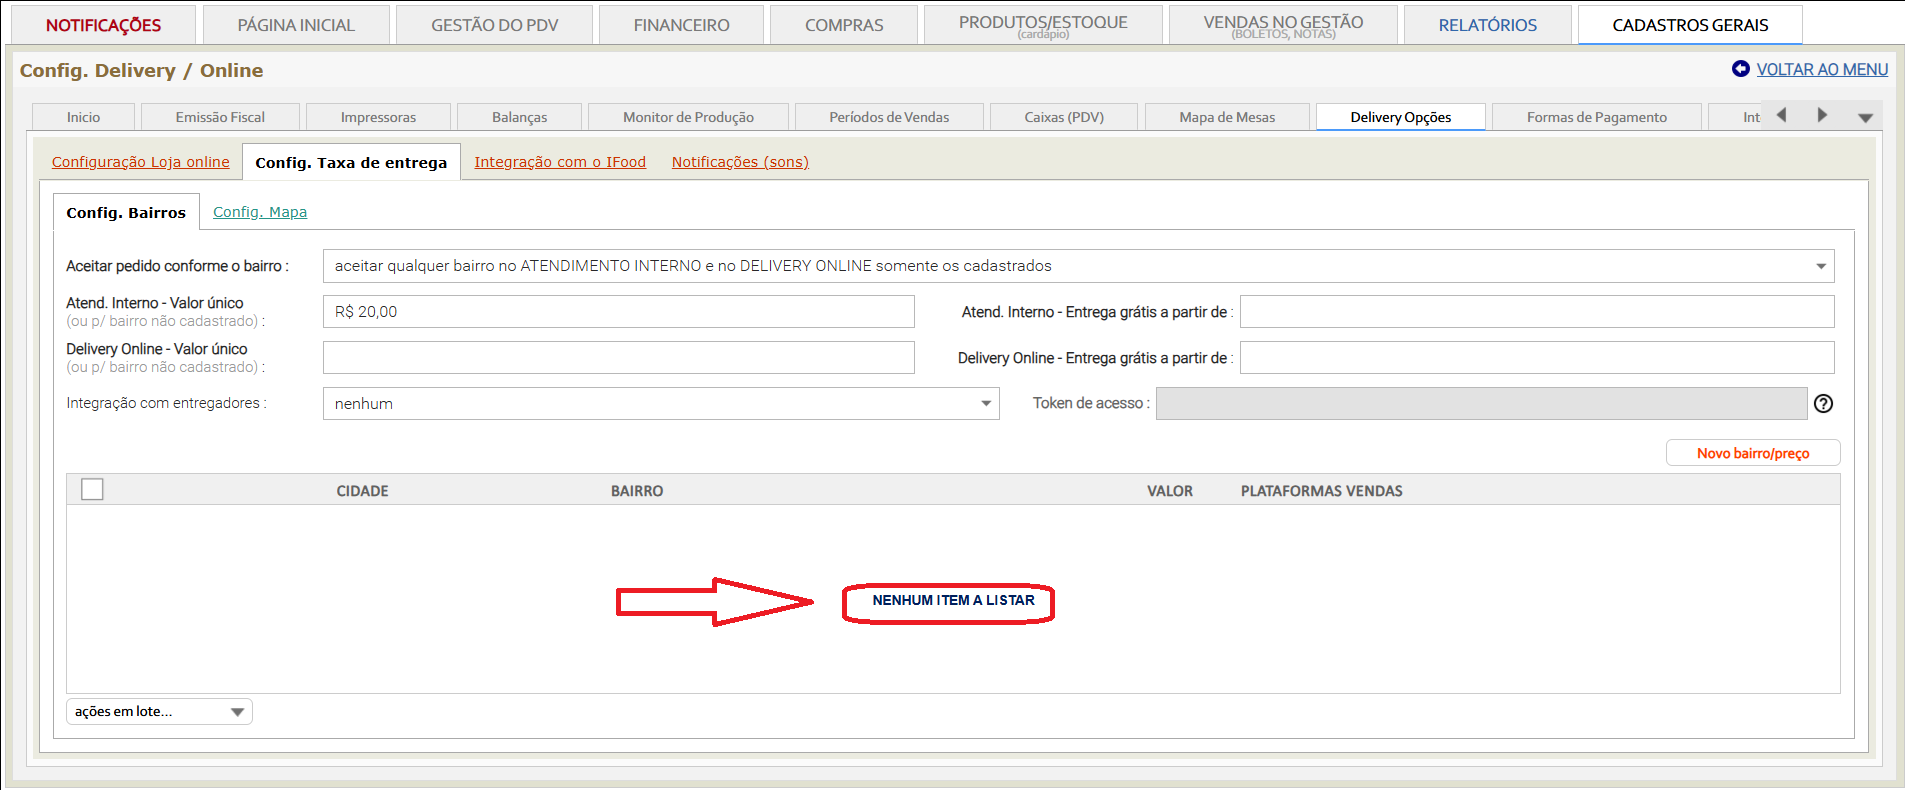 NOTIFICAÇÕES
PÁGINA INICIAL
GESTÃO DO PDV
FINANCEIRO
COMPRAS
PRODUTOS/ESTOQUE
(cardápio)
VENDAS NO GESTÃO
(BOLETOS, NOTAS)
RELATÓRIOS
CADASTROS GERAIS
Config. Delivery / Online
VOLTAR AO MENU
Inicio
Emissão Fiscal
Impressoras
Balanças
Monitor de Produção
Períodos de Vendas
Caixas (PDV)
Mapa de Mesas
Delivery Opções
Formas de Pagamento
Int
Configuração Loja online
Config. Taxa de entrega
Integração com o IFood
Notificações (sons)
Config. Bairros
Config. Mapa
Aceitar pedido conforme o bairro :
aceitar qualquer bairro no ATENDIMENTO INTERNO e no DELIVERY ONLINE somente os cadastrados
Atend. Interno - Valor único
(ou p/ bairro não cadastrado) :
R$ 20,00
Atend. Interno - Entrega grátis a partir de :
Delivery Online - Valor único
(ou p/ bairro não cadastrado) :
Delivery Online - Entrega grátis a partir de :
Integração com entregadores :
nenhum
Token de acesso :
?
Novo bairro/preço
CIDADE
BAIRRO
VALOR
PLATAFORMAS VENDAS
NENHUM ITEM A LISTAR
ações em lote...